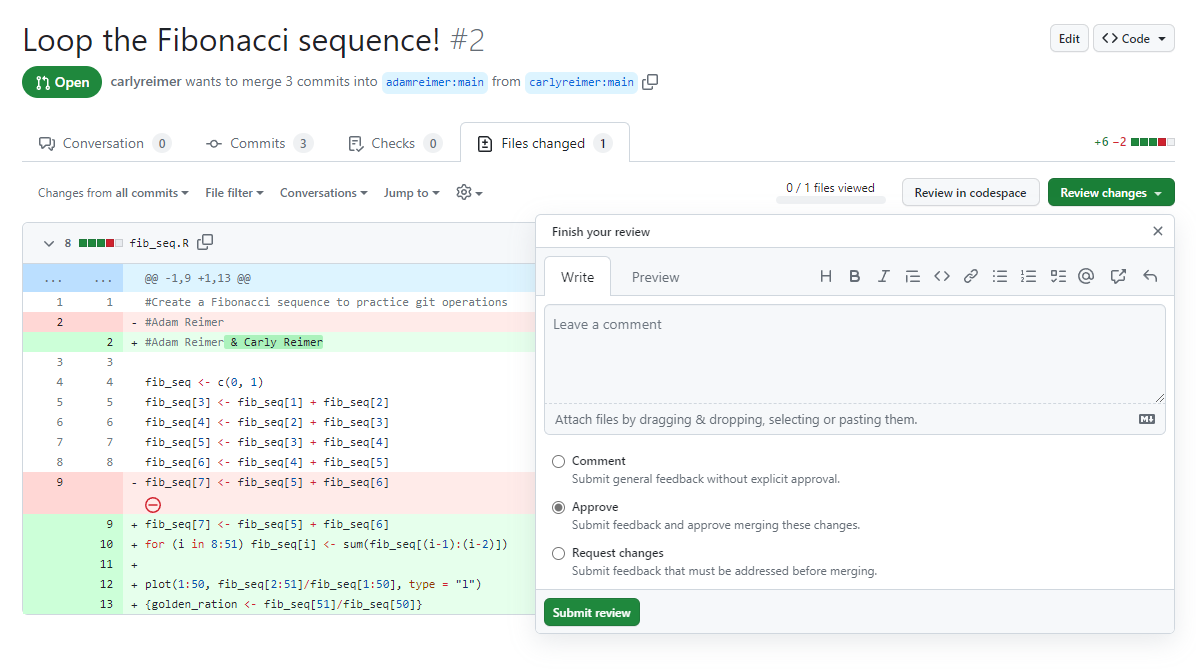 Loop the Fibonacci sequence! #2
Edit
<> Code
Open
carlyreimer wants to merge 3 commits into adamreimer:main from carlyreimer:main
Conversation 0
Commits 3
Checks 0
Files changed 1
+6 −2
Changes from all commits
File filter
Conversations
Jump to
0 / 1 files viewed
Review in codespace
Review changes
8 fib_seq.R
... ... @@ -1,9 +1,13 @@
1 1 #Create a Fibonacci sequence to practice git operations
2 - #Adam Reimer
2 + #Adam Reimer & Carly Reimer
3 3
4 4 fib_seq <- c(0, 1)
5 5 fib_seq[3] <- fib_seq[1] + fib_seq[2]
6 6 fib_seq[4] <- fib_seq[2] + fib_seq[3]
7 7 fib_seq[5] <- fib_seq[3] + fib_seq[4]
8 8 fib_seq[6] <- fib_seq[4] + fib_seq[5]
9 - fib_seq[7] <- fib_seq[5] + fib_seq[6]
9 + fib_seq[7] <- fib_seq[5] + fib_seq[6]
10 + for (i in 8:51) fib_seq[i] <- sum(fib_seq[(i-1):(i-2)])
11 +
12 + plot(1:50, fib_seq[2:51]/fib_seq[1:50], type = "l")
13 + {golden_ration <- fib_seq[51]/fib_seq[50]}
Finish your review
Write
Preview
Leave a comment
Attach files by dragging & dropping, selecting or pasting them.
Comment
Submit general feedback without explicit approval.
Approve
Submit feedback and approve merging these changes.
Request changes
Submit feedback that must be addressed before merging.
Submit review